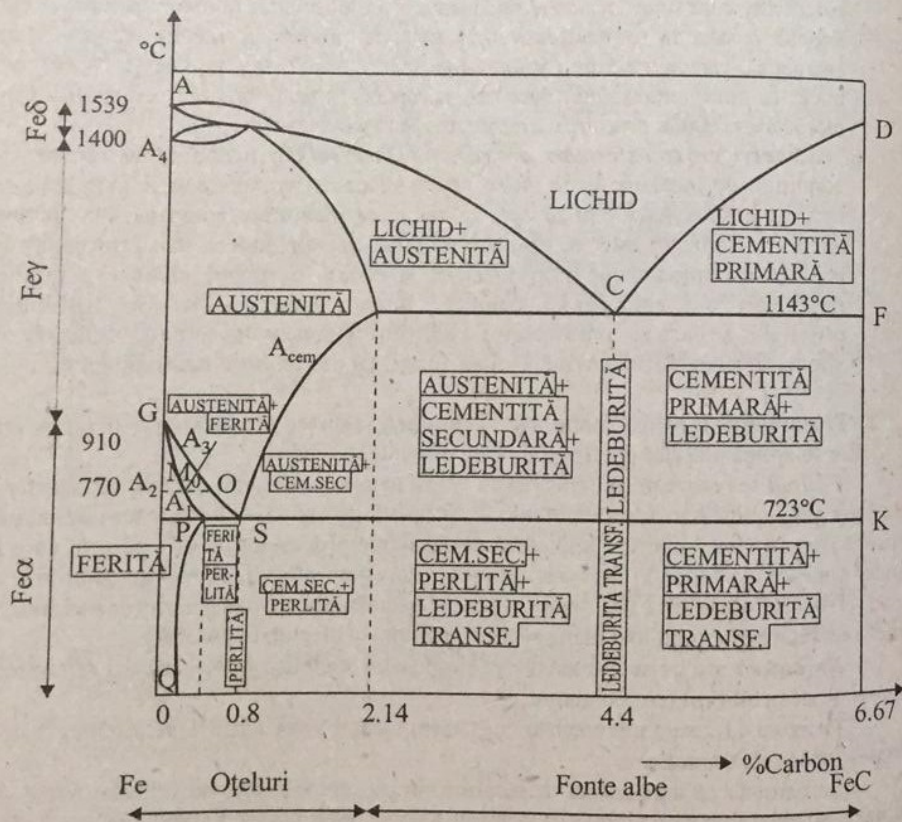 °C
A
1539
1400
A4
Feδ
D
LICHID
LICHID+
AUSTENITĂ
LICHID+
CEMENTITĂ
PRIMARĂ
C
1143°C
F
Feγ
AUSTENITĂ
Acem
AUSTENITĂ+
CEMENTITĂ
SECUNDARĂ+
LEDEBURITĂ
LEDEBURITĂ
CEMENTITĂ
PRIMARĂ+
LEDEBURITĂ
G
910
AUSTENITĂ+
FERITĂ
A3
AUSTENITĂ+
CEM.SEC
A2
770
M
O
A1
723°C
P
S
K
Feα
FERITĂ
FERI
TĂ
PER-
LITĂ
PERLITĂ
CEM.SEC.+
PERLITĂ
CEM.SEC.+
PERLITĂ+
LEDEBURITĂ
TRANSF.
LEDEBURITĂ TRANSF.
CEMENTITĂ+
PRIMARĂ+
LEDEBURITĂ
TRANSF.
Q
0
0.8
2.14
4.4
6.67
%Carbon
Fe
Oțeluri
Fonte albe
FeC